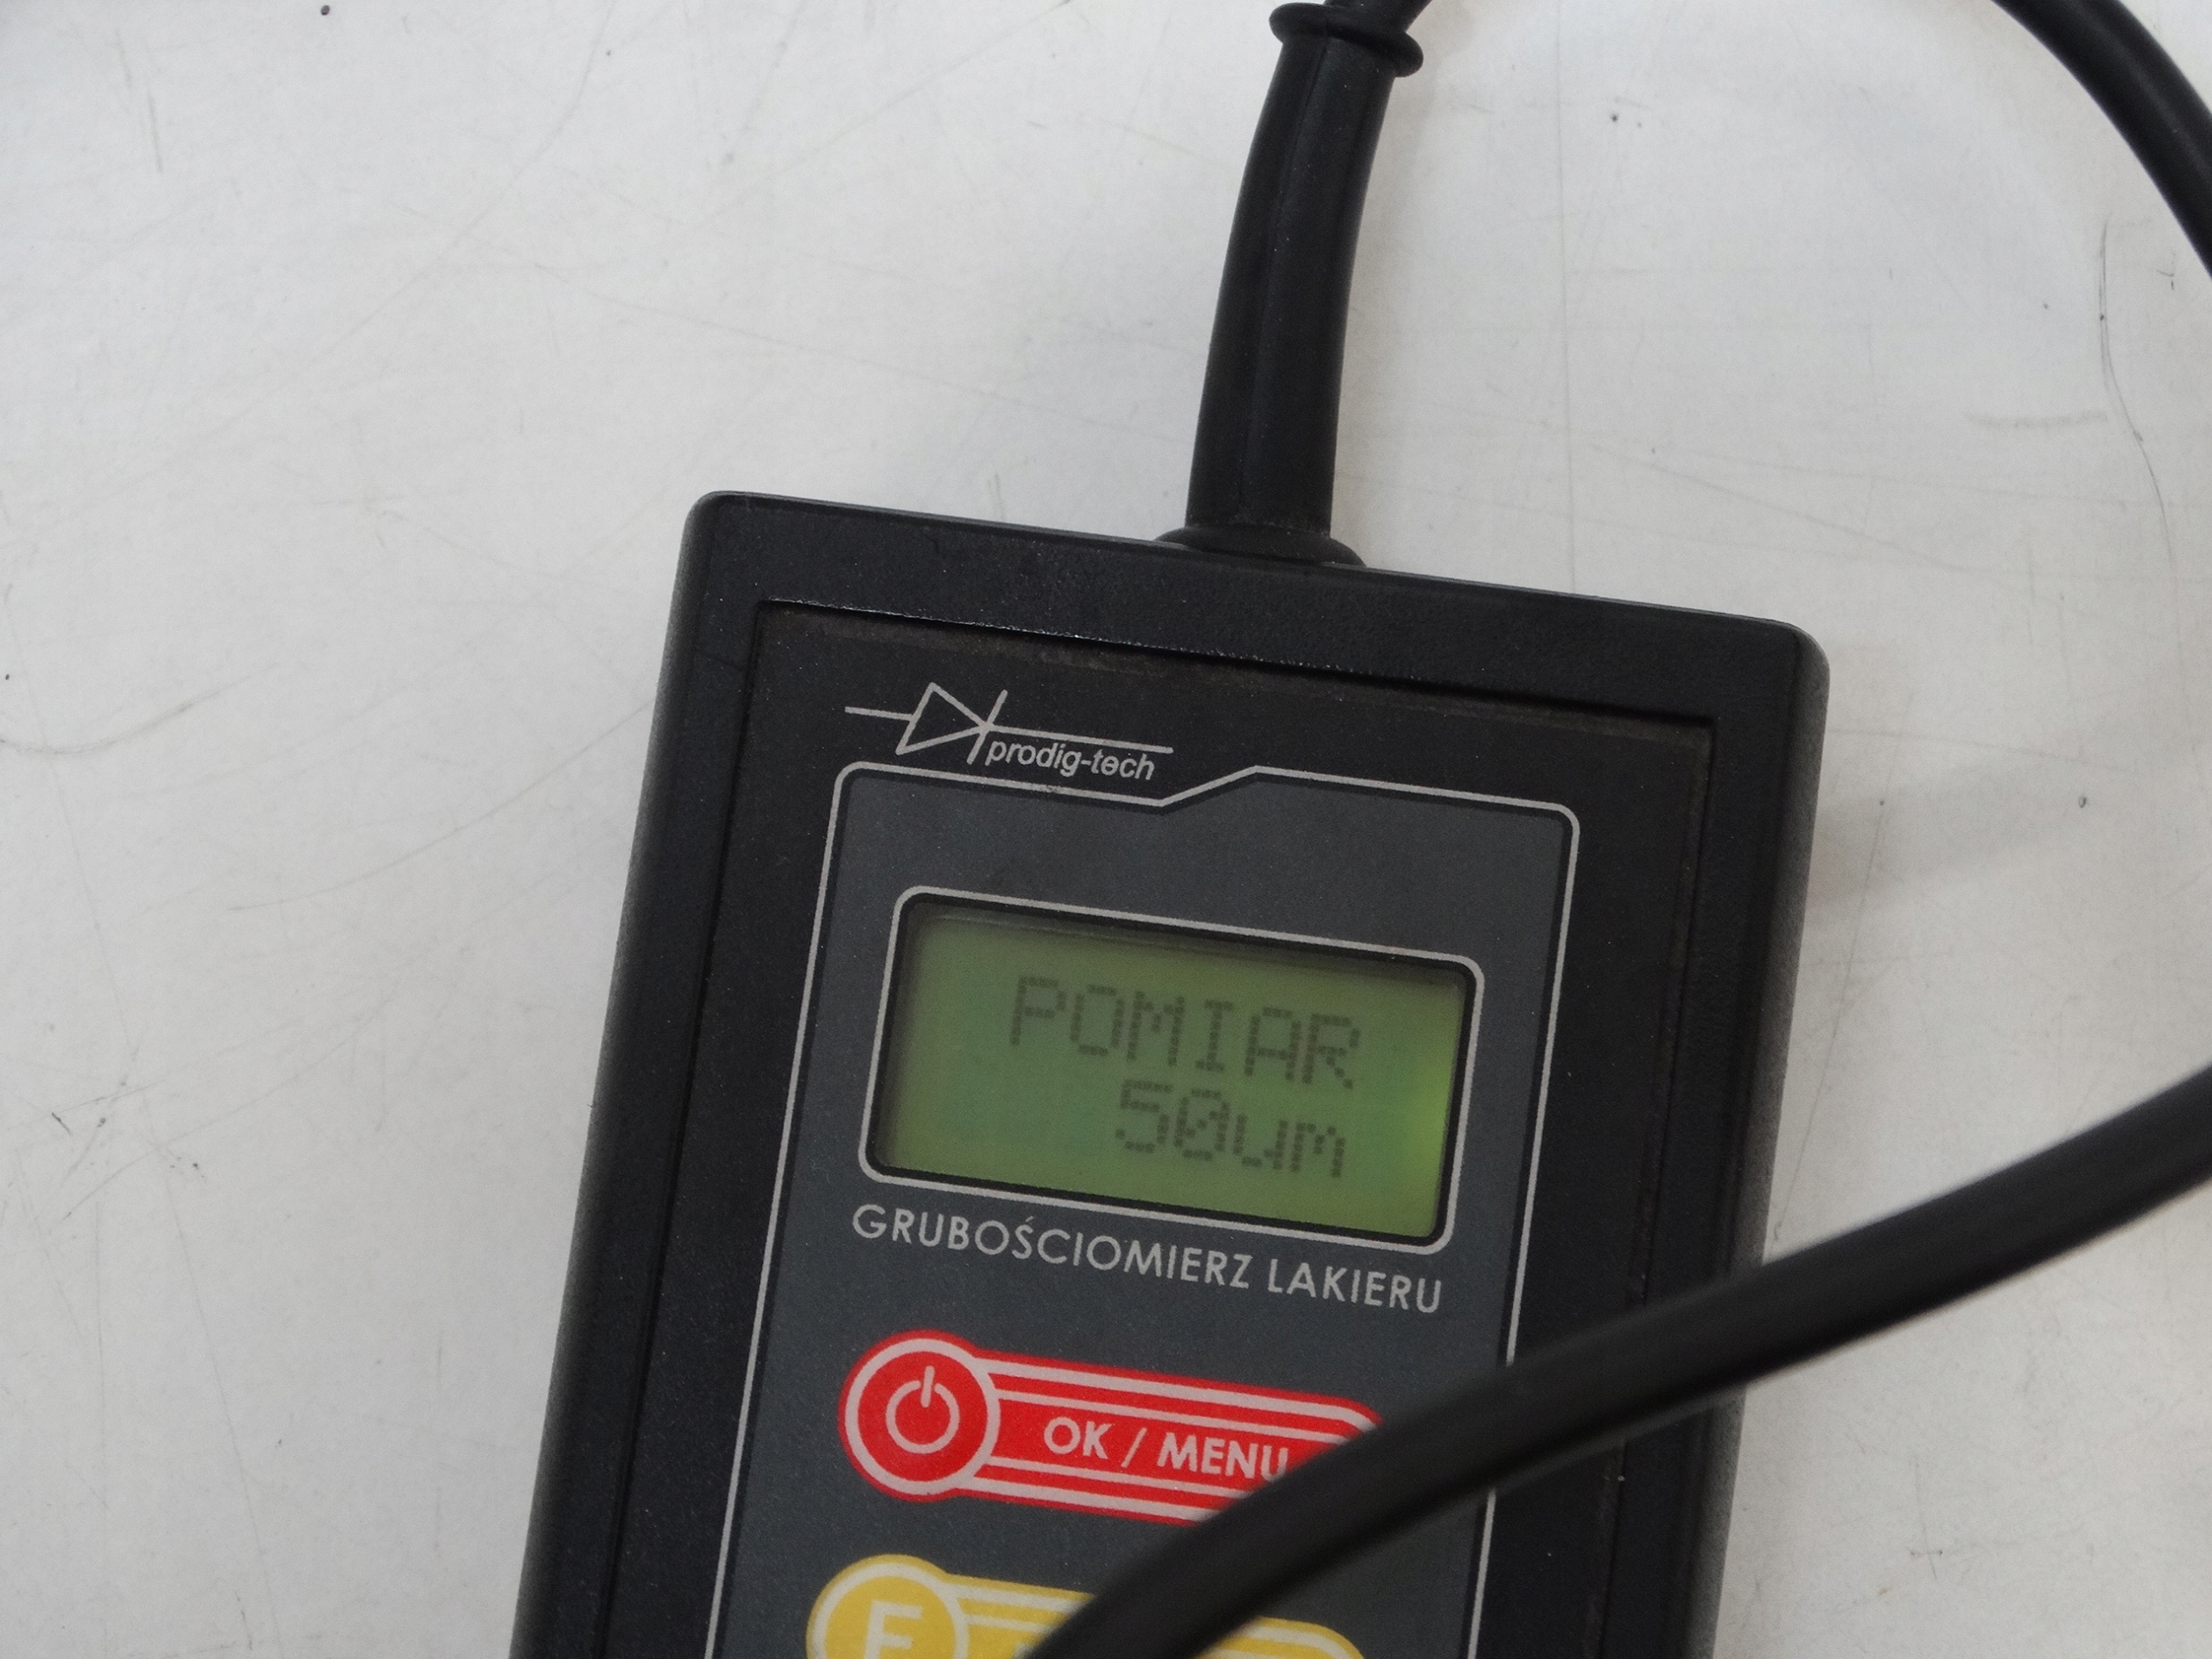 prodig-tech
POMIAR
50um
GRUBOŚCIOMIERZ LAKIERU
OK / MENU
F